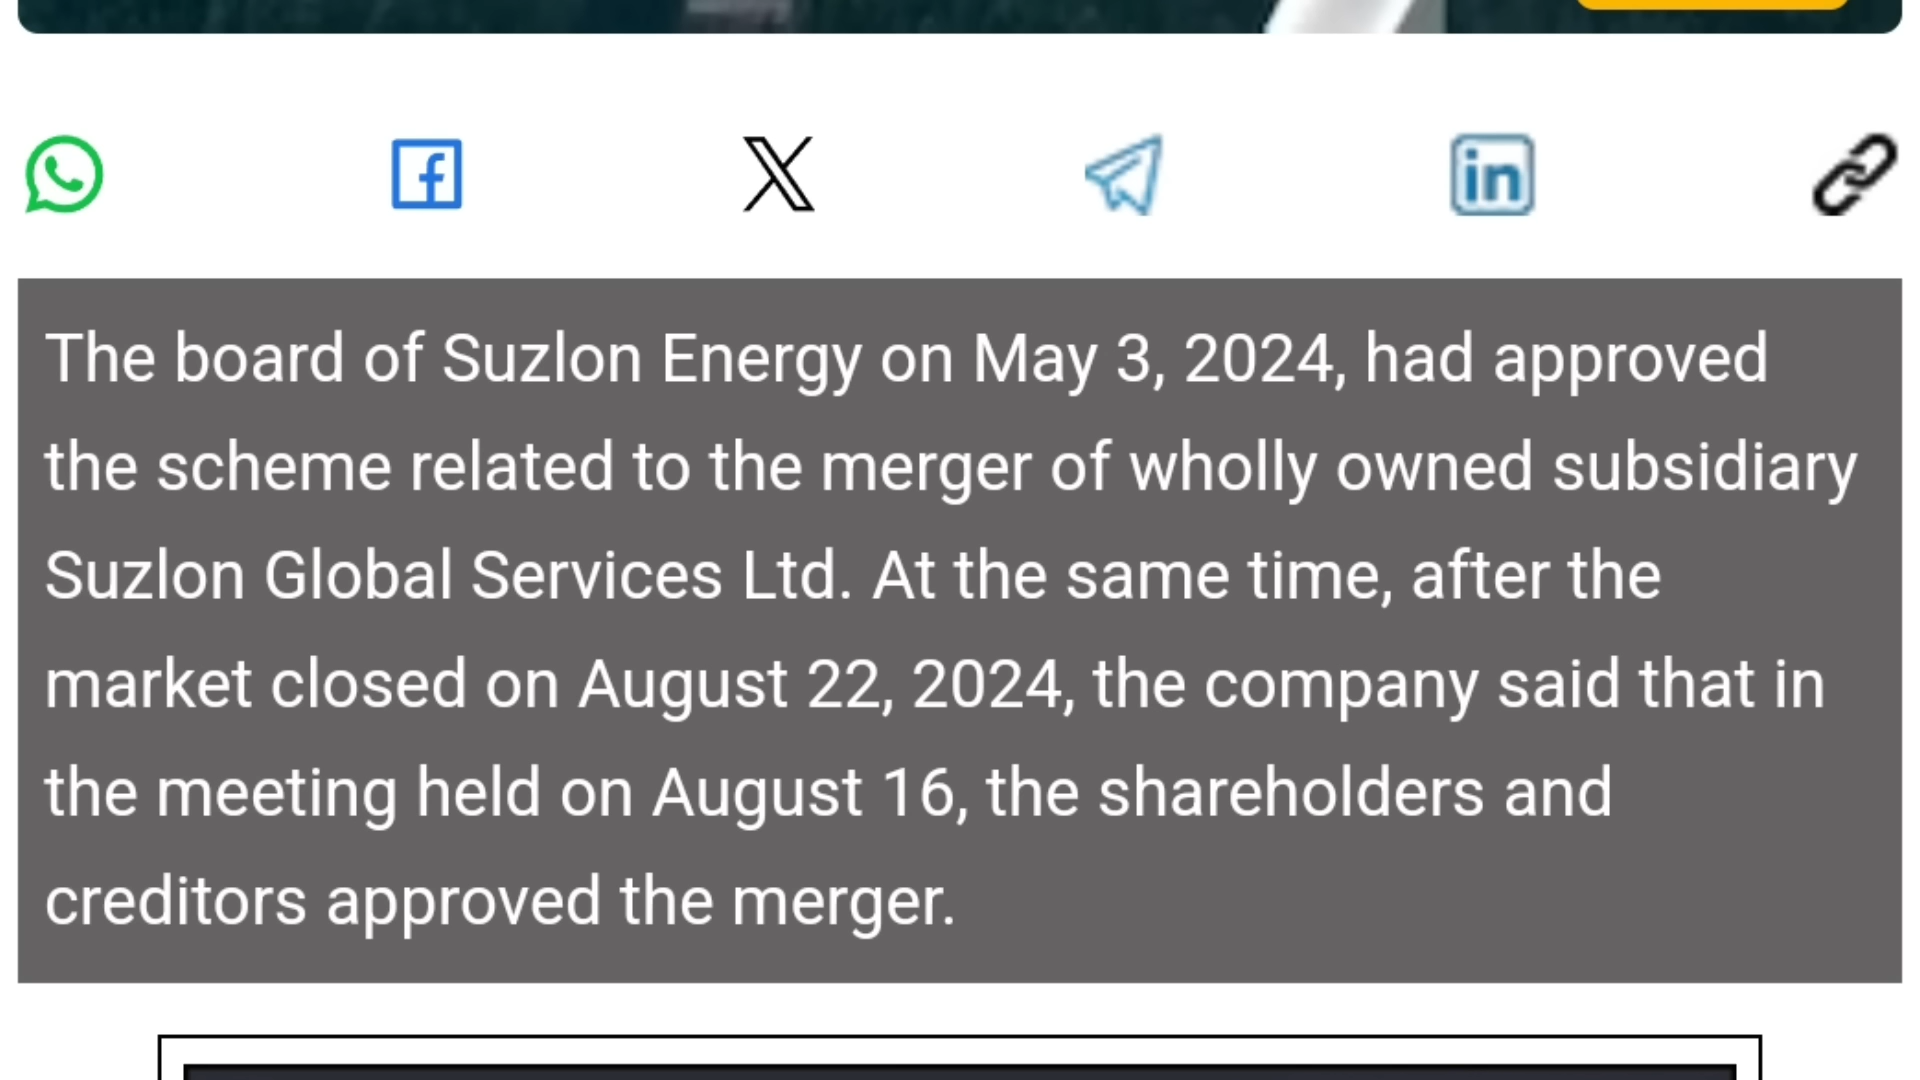 The board of Suzlon Energy on May 3, 2024, had approved
the scheme related to the merger of wholly owned subsidiary
Suzlon Global Services Ltd. At the same time, after the
market closed on August 22, 2024, the company said that in
the meeting held on August 16, the shareholders and
creditors approved the merger.